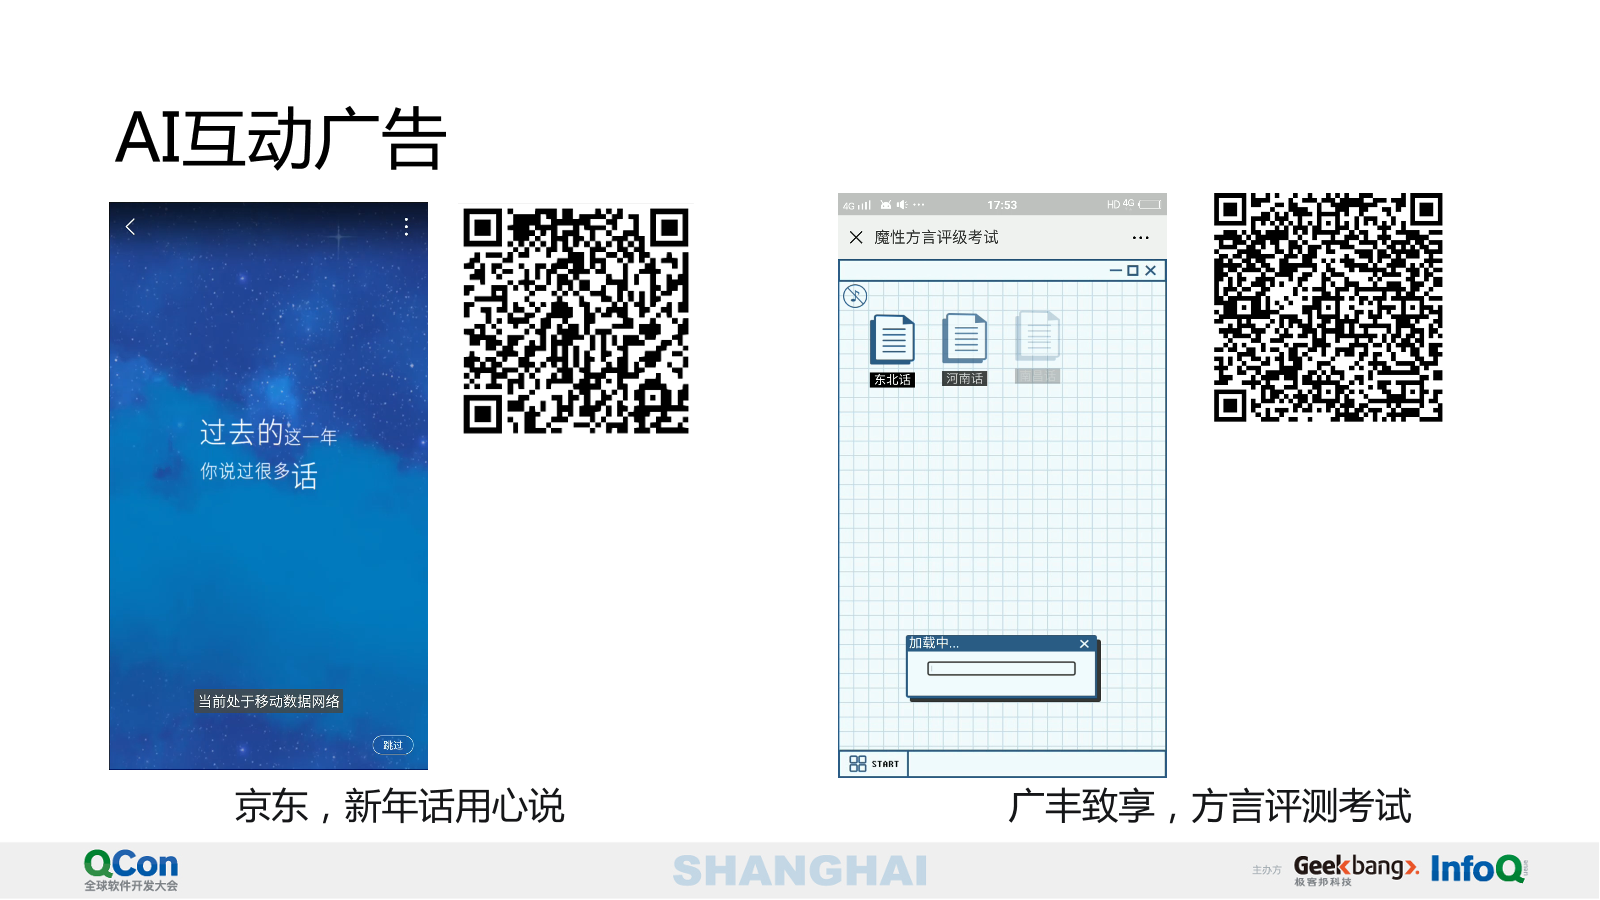 AI互动广告
过去的这一年
你说过很多话
当前处于移动数据网络
跳过
京东，新年话用心说
4G
17:53
HD 4G
魔性方言评级考试
东北话
河南话
加载中...
START
广丰致享，方言评测考试
QCon
全球软件开发大会
SHANGHAI
主办方
Geekbang
极客邦科技
InfoQ